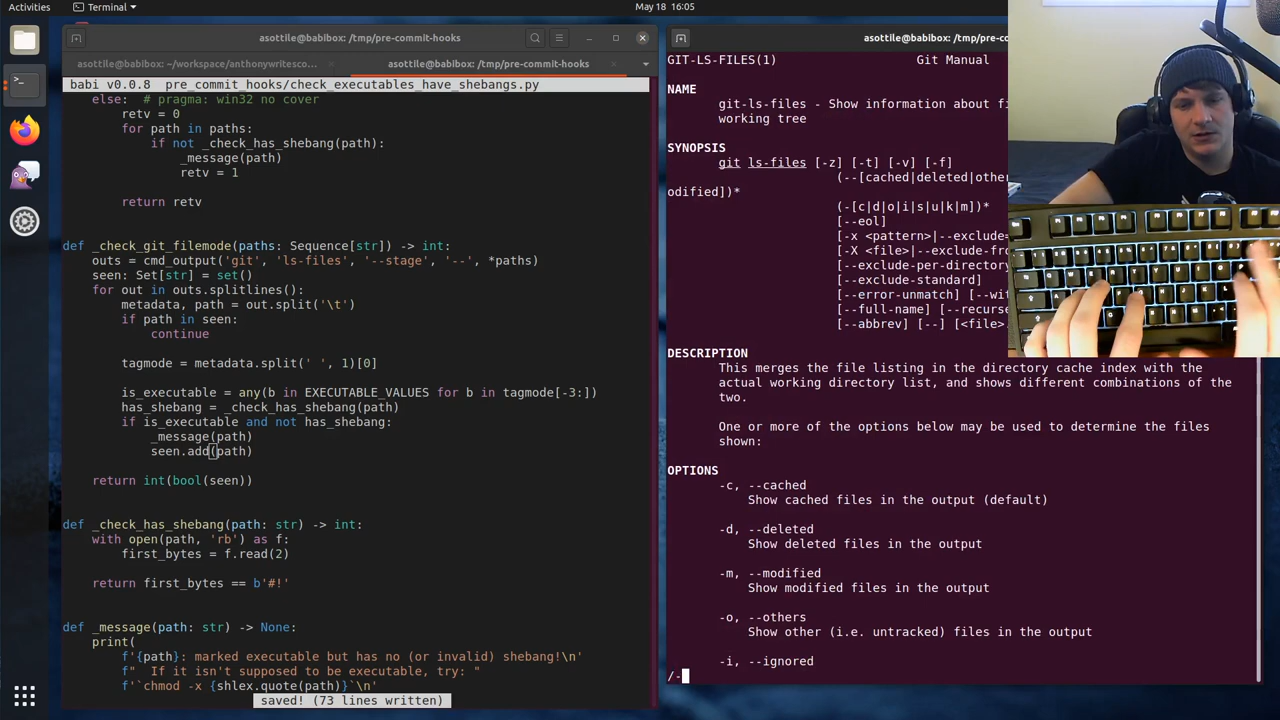 Activities
Terminal
May 18 16:05
asottile@babibox: /tmp/pre-commit-hooks
asottile@babibox: ~/workspace/anthonywritesco...
asottile@babibox: /tmp/pre-commit-hooks
babi v0.0.8 pre_commit_hooks/check_executables_have_shebangs.py
else:  # pragma: win32 no cover
retv = 0
for path in paths:
if not _check_has_shebang(path):
_message(path)
retv = 1
return retv
def _check_git_filemode(paths: Sequence[str]) -> int:
outs = cmd_output('git', 'ls-files', '--stage', '--', *paths)
seen: Set[str] = set()
for out in outs.splitlines():
metadata, path = out.split('\t')
if path in seen:
continue
tagmode = metadata.split(' ', 1)[0]
is_executable = any(b in EXECUTABLE_VALUES for b in tagmode[-3:])
has_shebang = _check_has_shebang(path)
if is_executable and not has_shebang:
_message(path)
seen.add(path)
return int(bool(seen))
def _check_has_shebang(path: str) -> int:
with open(path, 'rb') as f:
first_bytes = f.read(2)
return first_bytes == b'#!'
def _message(path: str) -> None:
print(
f'{path}: marked executable but has no (or invalid) shebang!\n'
f"  If it isn't supposed to be executable, try: "
f'`chmod -x {shlex.quote(path)}`\n'
saved! (73 lines written)
asottile@babibox: /tmp/pre-commit-hooks
GIT-LS-FILES(1)
Git Manual
NAME
git-ls-files - Show information about fi
working tree
SYNOPSIS
git ls-files [-z] [-t] [-v] [-f]
(--[cached|deleted|other
odified])*
(-[c|d|o|i|s|u|k|m])*
[--eol]
[-x <pattern>|--exclude=
[-X <file>|--exclude-from
[--exclude-per-directory
[--exclude-standard]
[--error-unmatch] [--wit
[--full-name] [--recurse
[--abbrev] [--] [<file>.
DESCRIPTION
This merges the file listing in the directory cache index with the
actual working directory list, and shows different combinations of the
two.
One or more of the options below may be used to determine the files
shown:
OPTIONS
-c, --cached
Show cached files in the output (default)
-d, --deleted
Show deleted files in the output
-m, --modified
Show modified files in the output
-o, --others
Show other (i.e. untracked) files in the output
-i, --ignored
/-